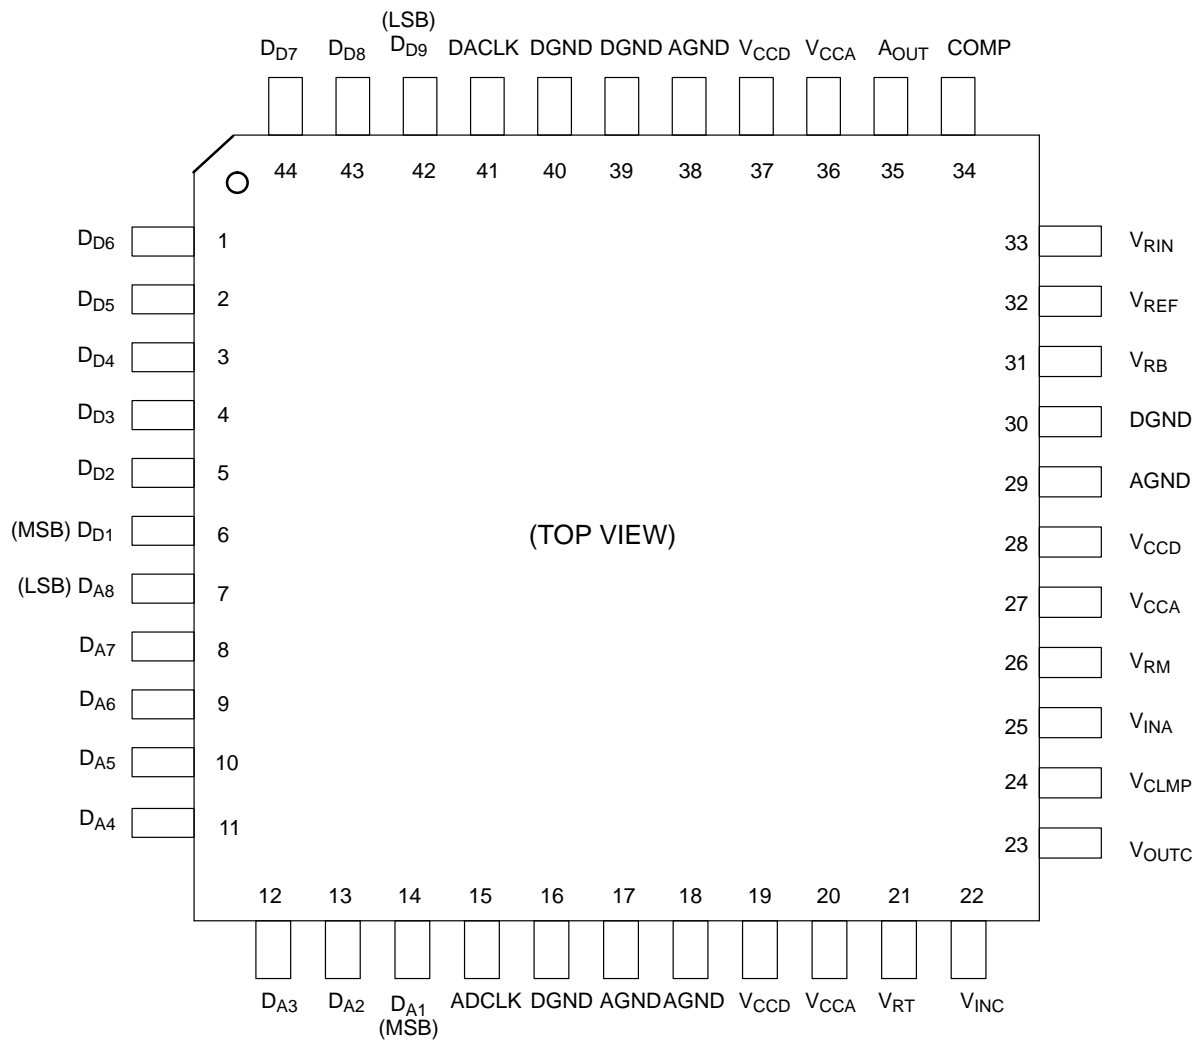 (LSB)
DD7 DD8 DD9 DACLK DGND DGND AGND VCCD VCCA AOUT COMP
44 43 42 41 40 39 38 37 36 35 34
DD6 1 33 VRIN
DD5 2 32 VREF
DD4 3 31 VRB
DD3 4 30 DGND
DD2 5 29 AGND
(MSB) DD1 6 (TOP VIEW) 28 VCCD
(LSB) DA8 7 27 VCCA
DA7 8 26 VRM
DA6 9 25 VINA
DA5 10 24 VCLMP
DA4 11 23 VOUTC
12 13 14 15 16 17 18 19 20 21 22
DA3 DA2 DA1 ADCLK DGND AGND AGND VCCD VCCA VRT VINC
(MSB)